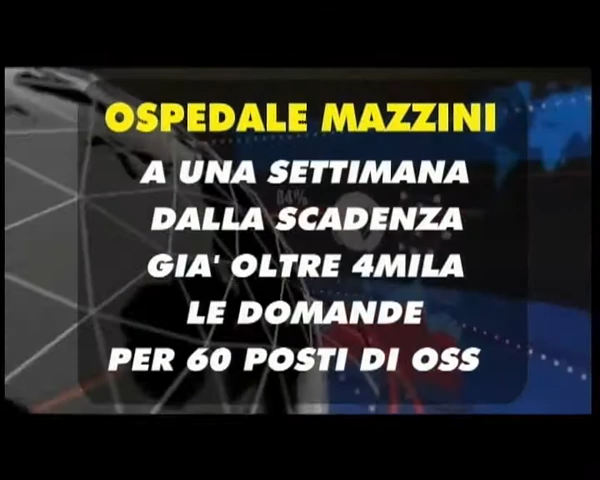 OSPEDALE MAZZINI
A UNA SETTIMANA
DALLA SCADENZA
GIA' OLTRE 4MILA
LE DOMANDE
PER 60 POSTI DI OSS